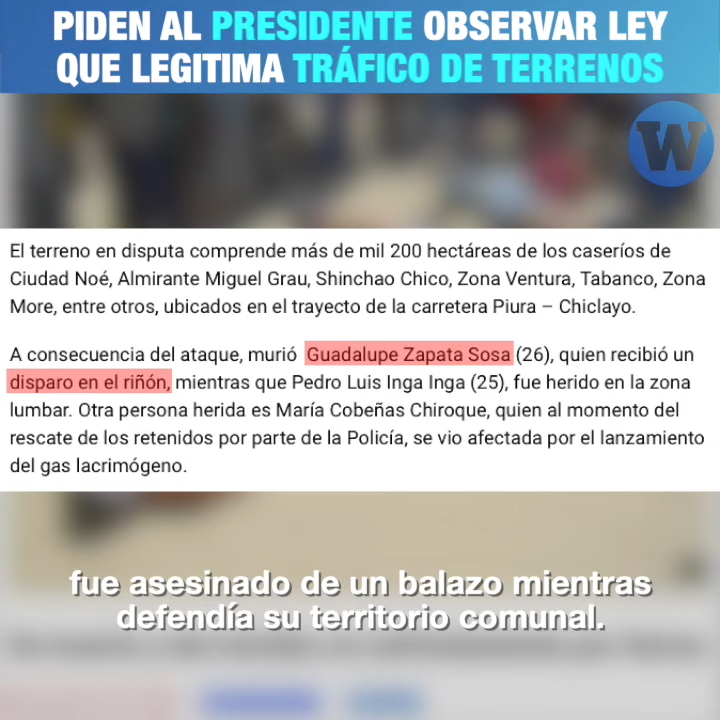 PIDEN AL PRESIDENTE OBSERVAR LEY
QUE LEGITIMA TRÁFICO DE TERRENOS
W
El terreno en disputa comprende más de mil 200 hectáreas de los caseríos de
Ciudad Noé, Almirante Miguel Grau, Shinchao Chico, Zona Ventura, Tabanco, Zona
More, entre otros, ubicados en el trayecto de la carretera Piura – Chiclayo.
A consecuencia del ataque, murió Guadalupe Zapata Sosa (26), quien recibió un
disparo en el riñón, mientras que Pedro Luis Inga Inga (25), fue herido en la zona
lumbar. Otra persona herida es María Cobeñas Chiroque, quien al momento del
rescate de los retenidos por parte de la Policía, se vio afectada por el lanzamiento
del gas lacrimógeno.
fue asesinado de un balazo mientras
defendía su territorio comunal.